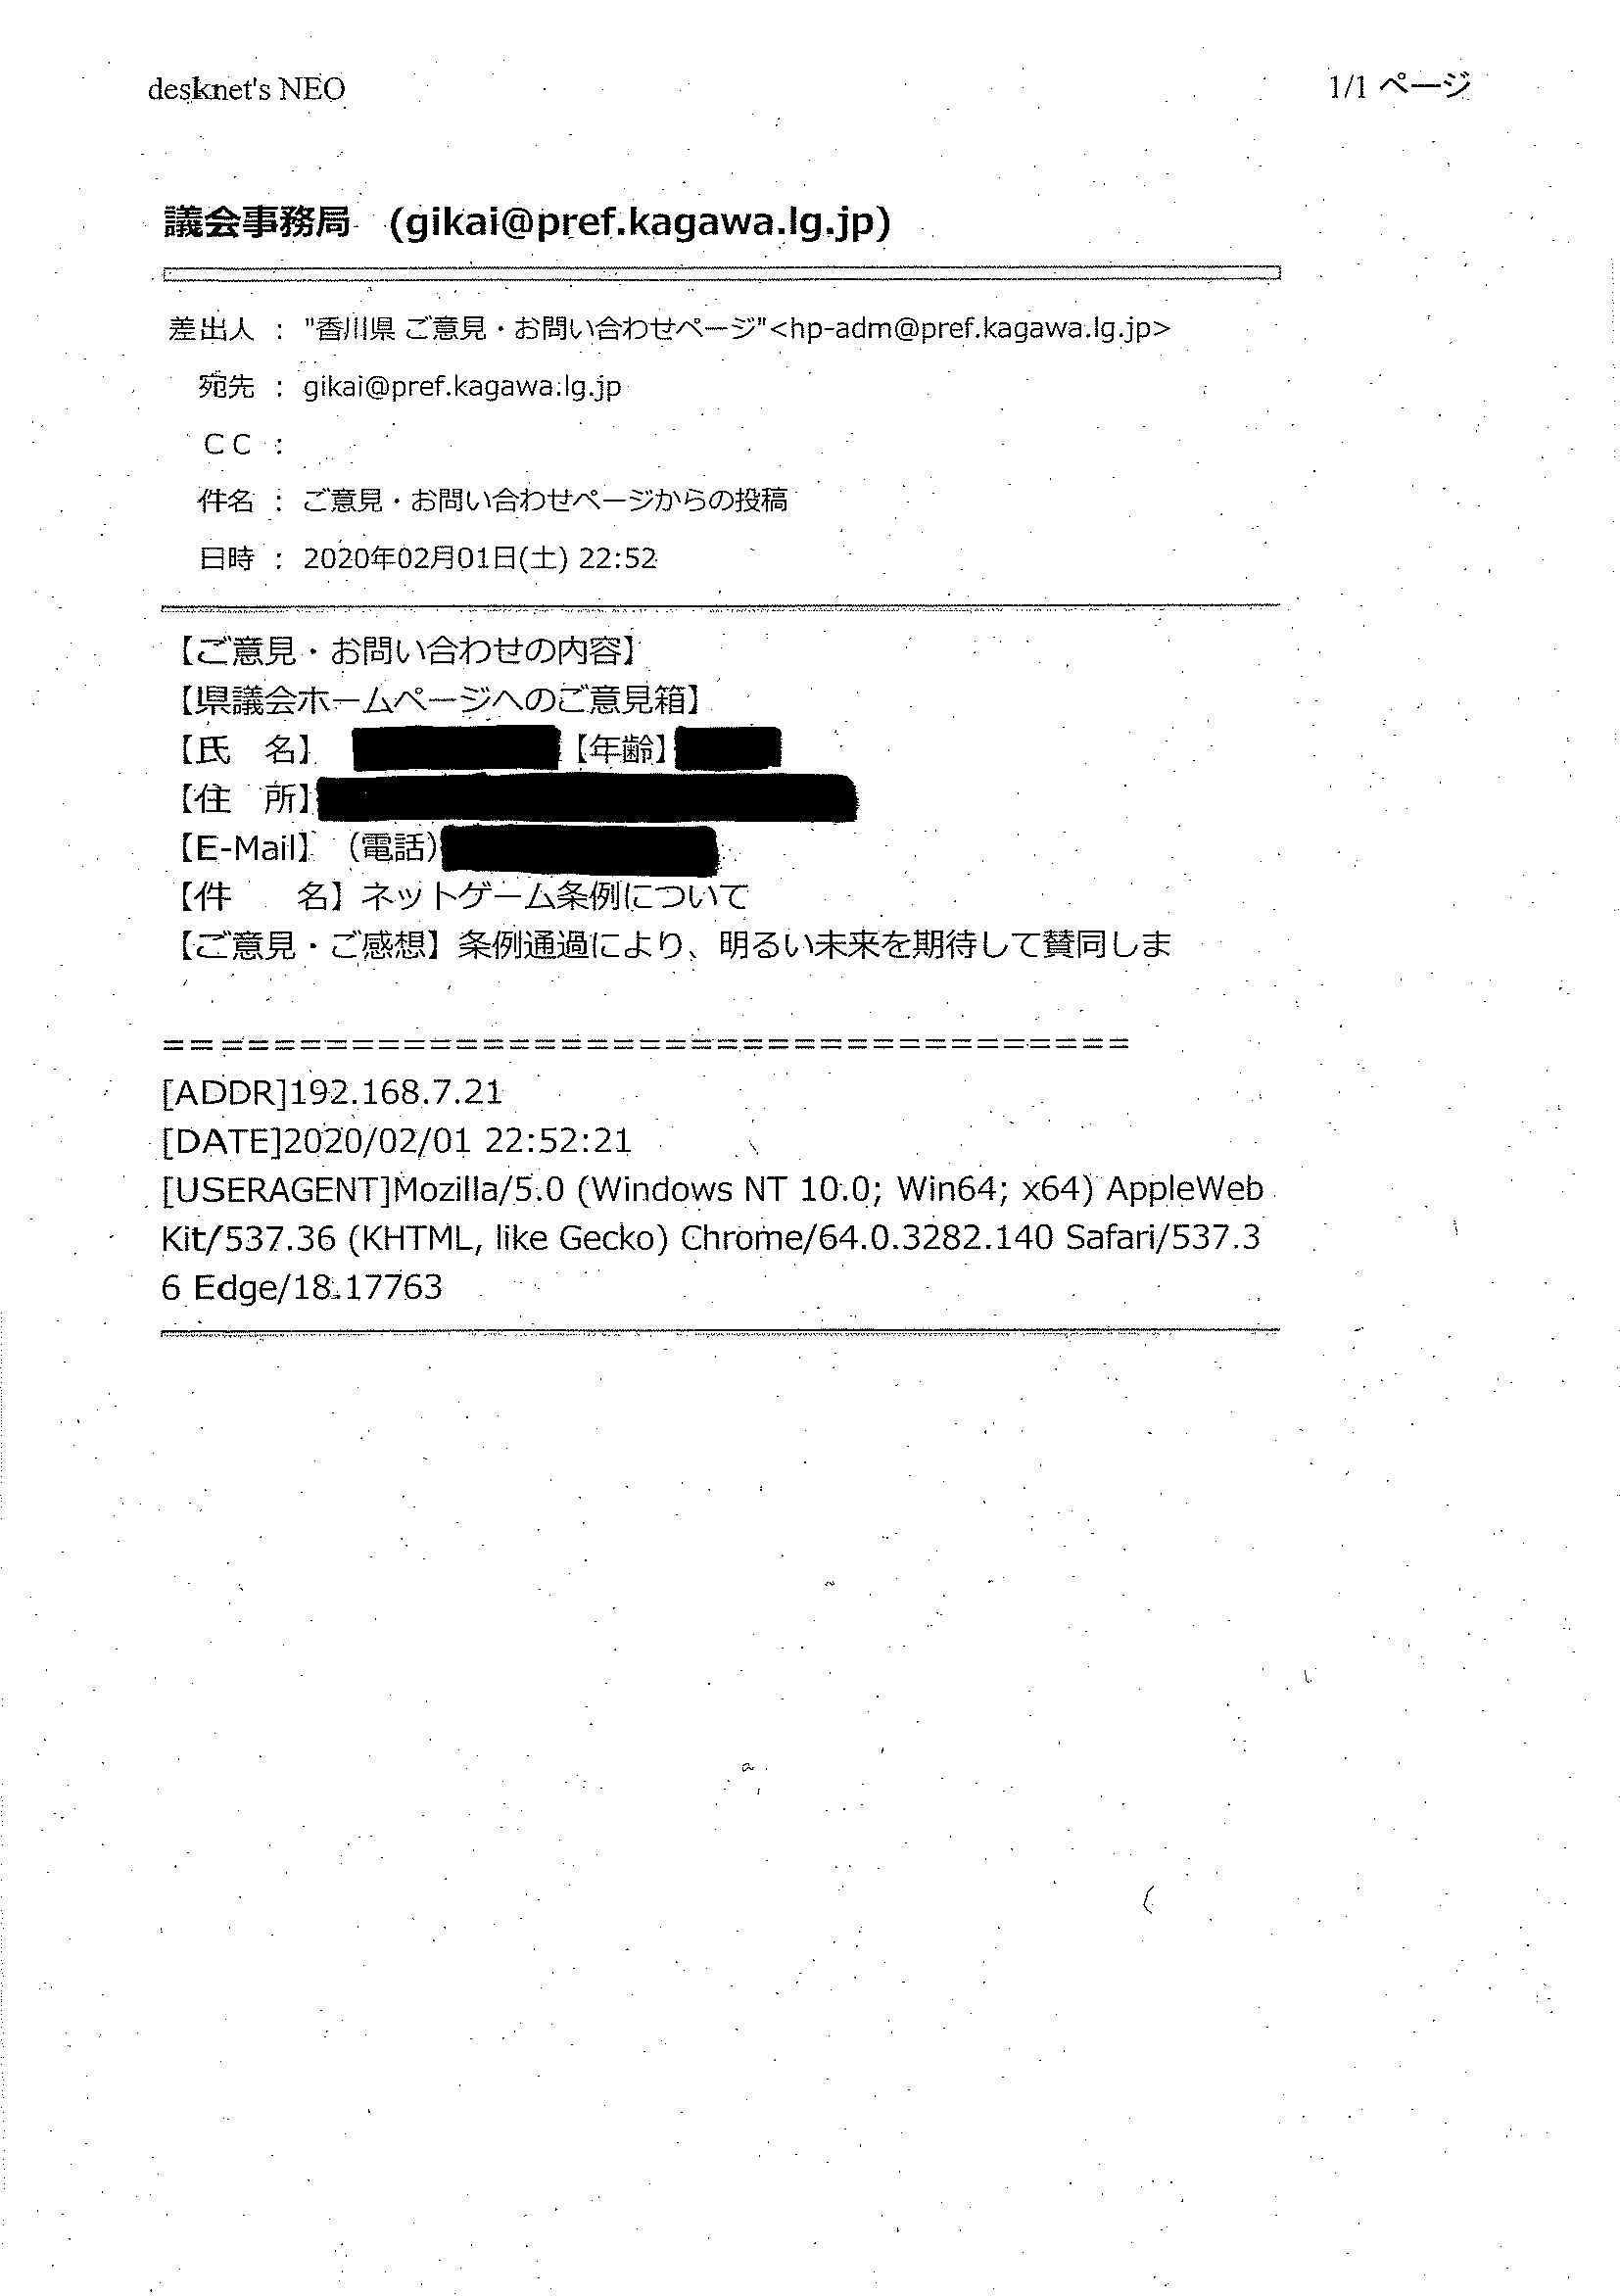 desknet's NEO
1/1 ページ
議会事務局 (gikai@pref.kagawa.lg.jp)
差出人 : "香川県 ご意見・お問い合わせページ"<hp-adm@pref.kagawa.lg.jp>
宛先 : gikai@pref.kagawa.lg.jp
ＣＣ :
件名 : ご意見・お問い合わせページからの投稿
日時 : 2020年02月01日(土) 22:52
【ご意見・お問い合わせの内容】
【県議会ホームページへのご意見箱】
【氏　名】 【年齢】
【住　所】
【E-Mail】（電話）
【件　　名】ネットゲーム条例について
【ご意見・ご感想】条例通過により、明るい未来を期待して賛同しま
======================================
[ADDR]192.168.7.21
[DATE]2020/02/01 22:52:21
[USERAGENT]Mozilla/5.0 (Windows NT 10.0; Win64; x64) AppleWeb
Kit/537.36 (KHTML, like Gecko) Chrome/64.0.3282.140 Safari/537.3
6 Edge/18.17763